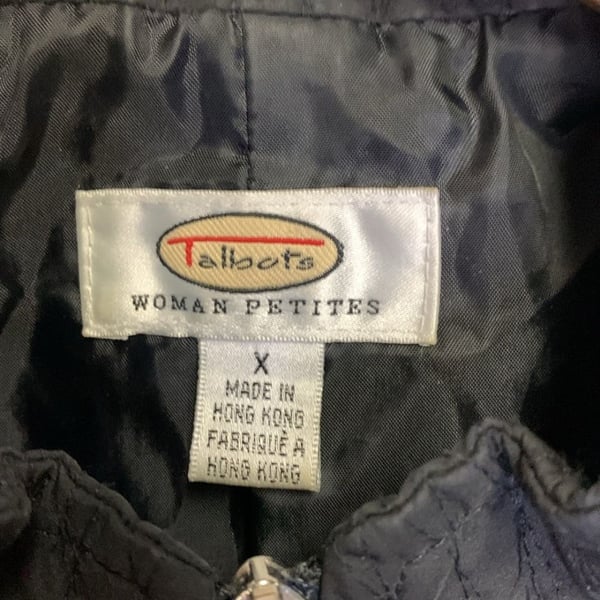 Talbots
WOMAN PETITES
X
MADE IN
HONG KONG
FABRIQUÉ A
HONG KONG